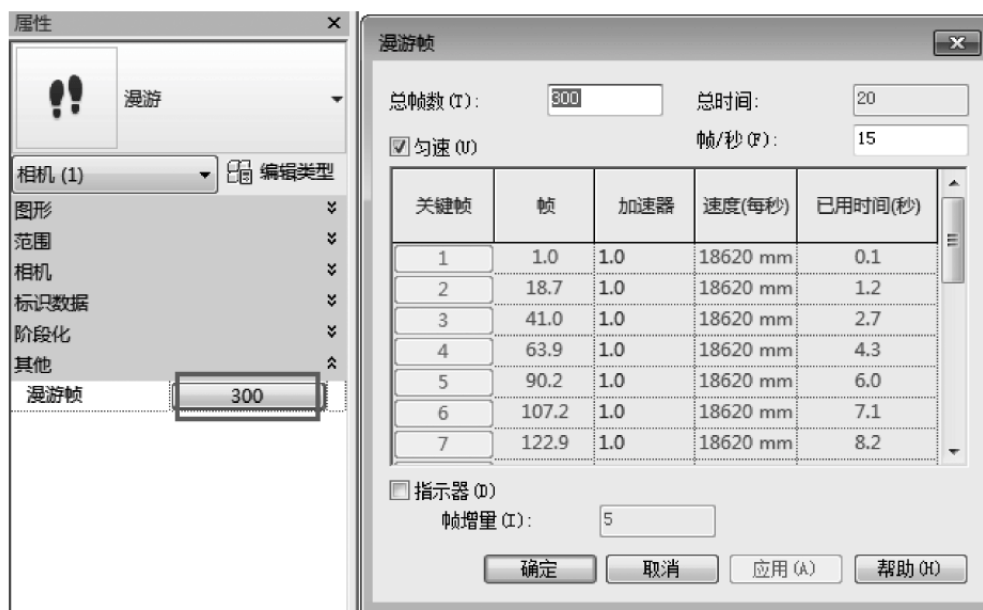 属性
漫游
相机 (1)
编辑类型
图形
范围
相机
标识数据
阶段化
其他
漫游帧 300
漫游帧
总帧数(T): 300 总时间: 20
匀速(U) 帧/秒(F): 15
关键帧 帧 加速器 速度(每秒) 已用时间(秒)
1 1.0 1.0 18620 mm 0.1
2 18.7 1.0 18620 mm 1.2
3 41.0 1.0 18620 mm 2.7
4 63.9 1.0 18620 mm 4.3
5 90.2 1.0 18620 mm 6.0
6 107.2 1.0 18620 mm 7.1
7 122.9 1.0 18620 mm 8.2
指示器(D)
帧增量(I): 5
确定 取消 应用(A) 帮助(H)